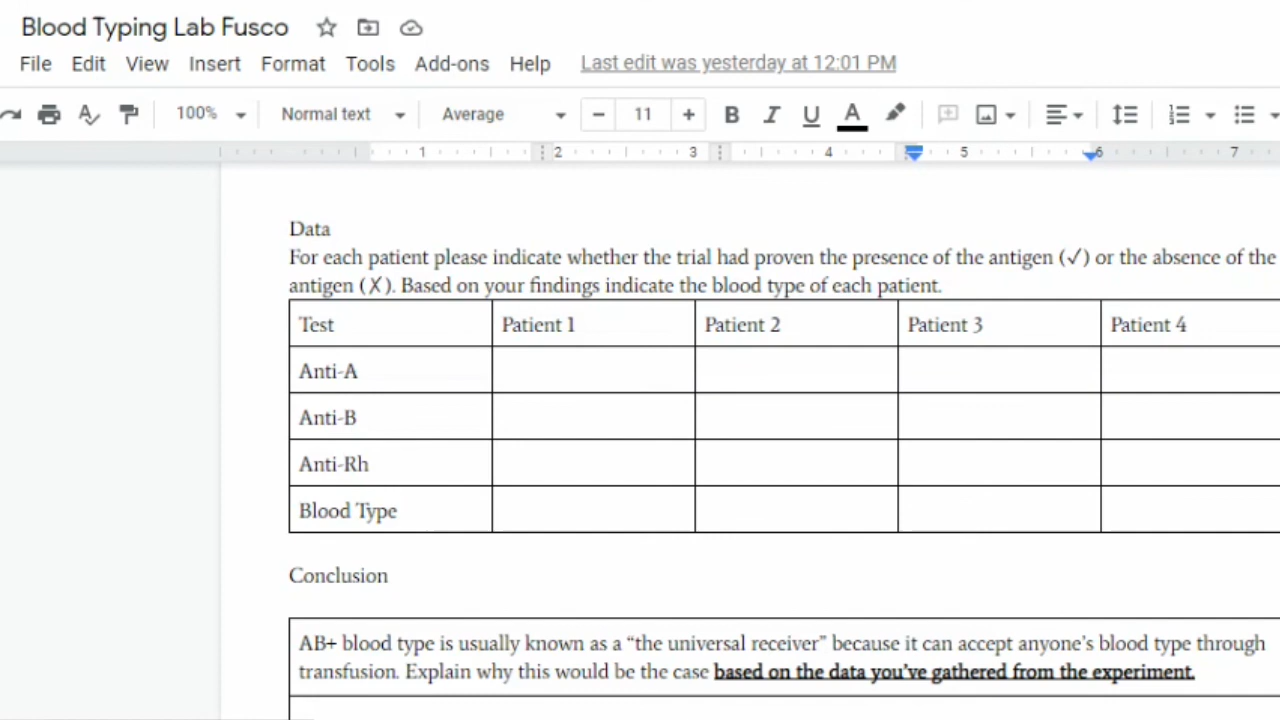 Blood Typing Lab Fusco
File Edit View Insert Format Tools Add-ons Help Last edit was yesterday at 12:01 PM
100% Normal text Average 11 B I U A
1 2 3 4 5 6 7
Data
For each patient please indicate whether the trial had proven the presence of the antigen (✓) or the absence of the
antigen (X). Based on your findings indicate the blood type of each patient.
Test Patient 1 Patient 2 Patient 3 Patient 4
Anti-A
Anti-B
Anti-Rh
Blood Type
Conclusion
AB+ blood type is usually known as a “the universal receiver” because it can accept anyone’s blood type through
transfusion. Explain why this would be the case based on the data you’ve gathered from the experiment.